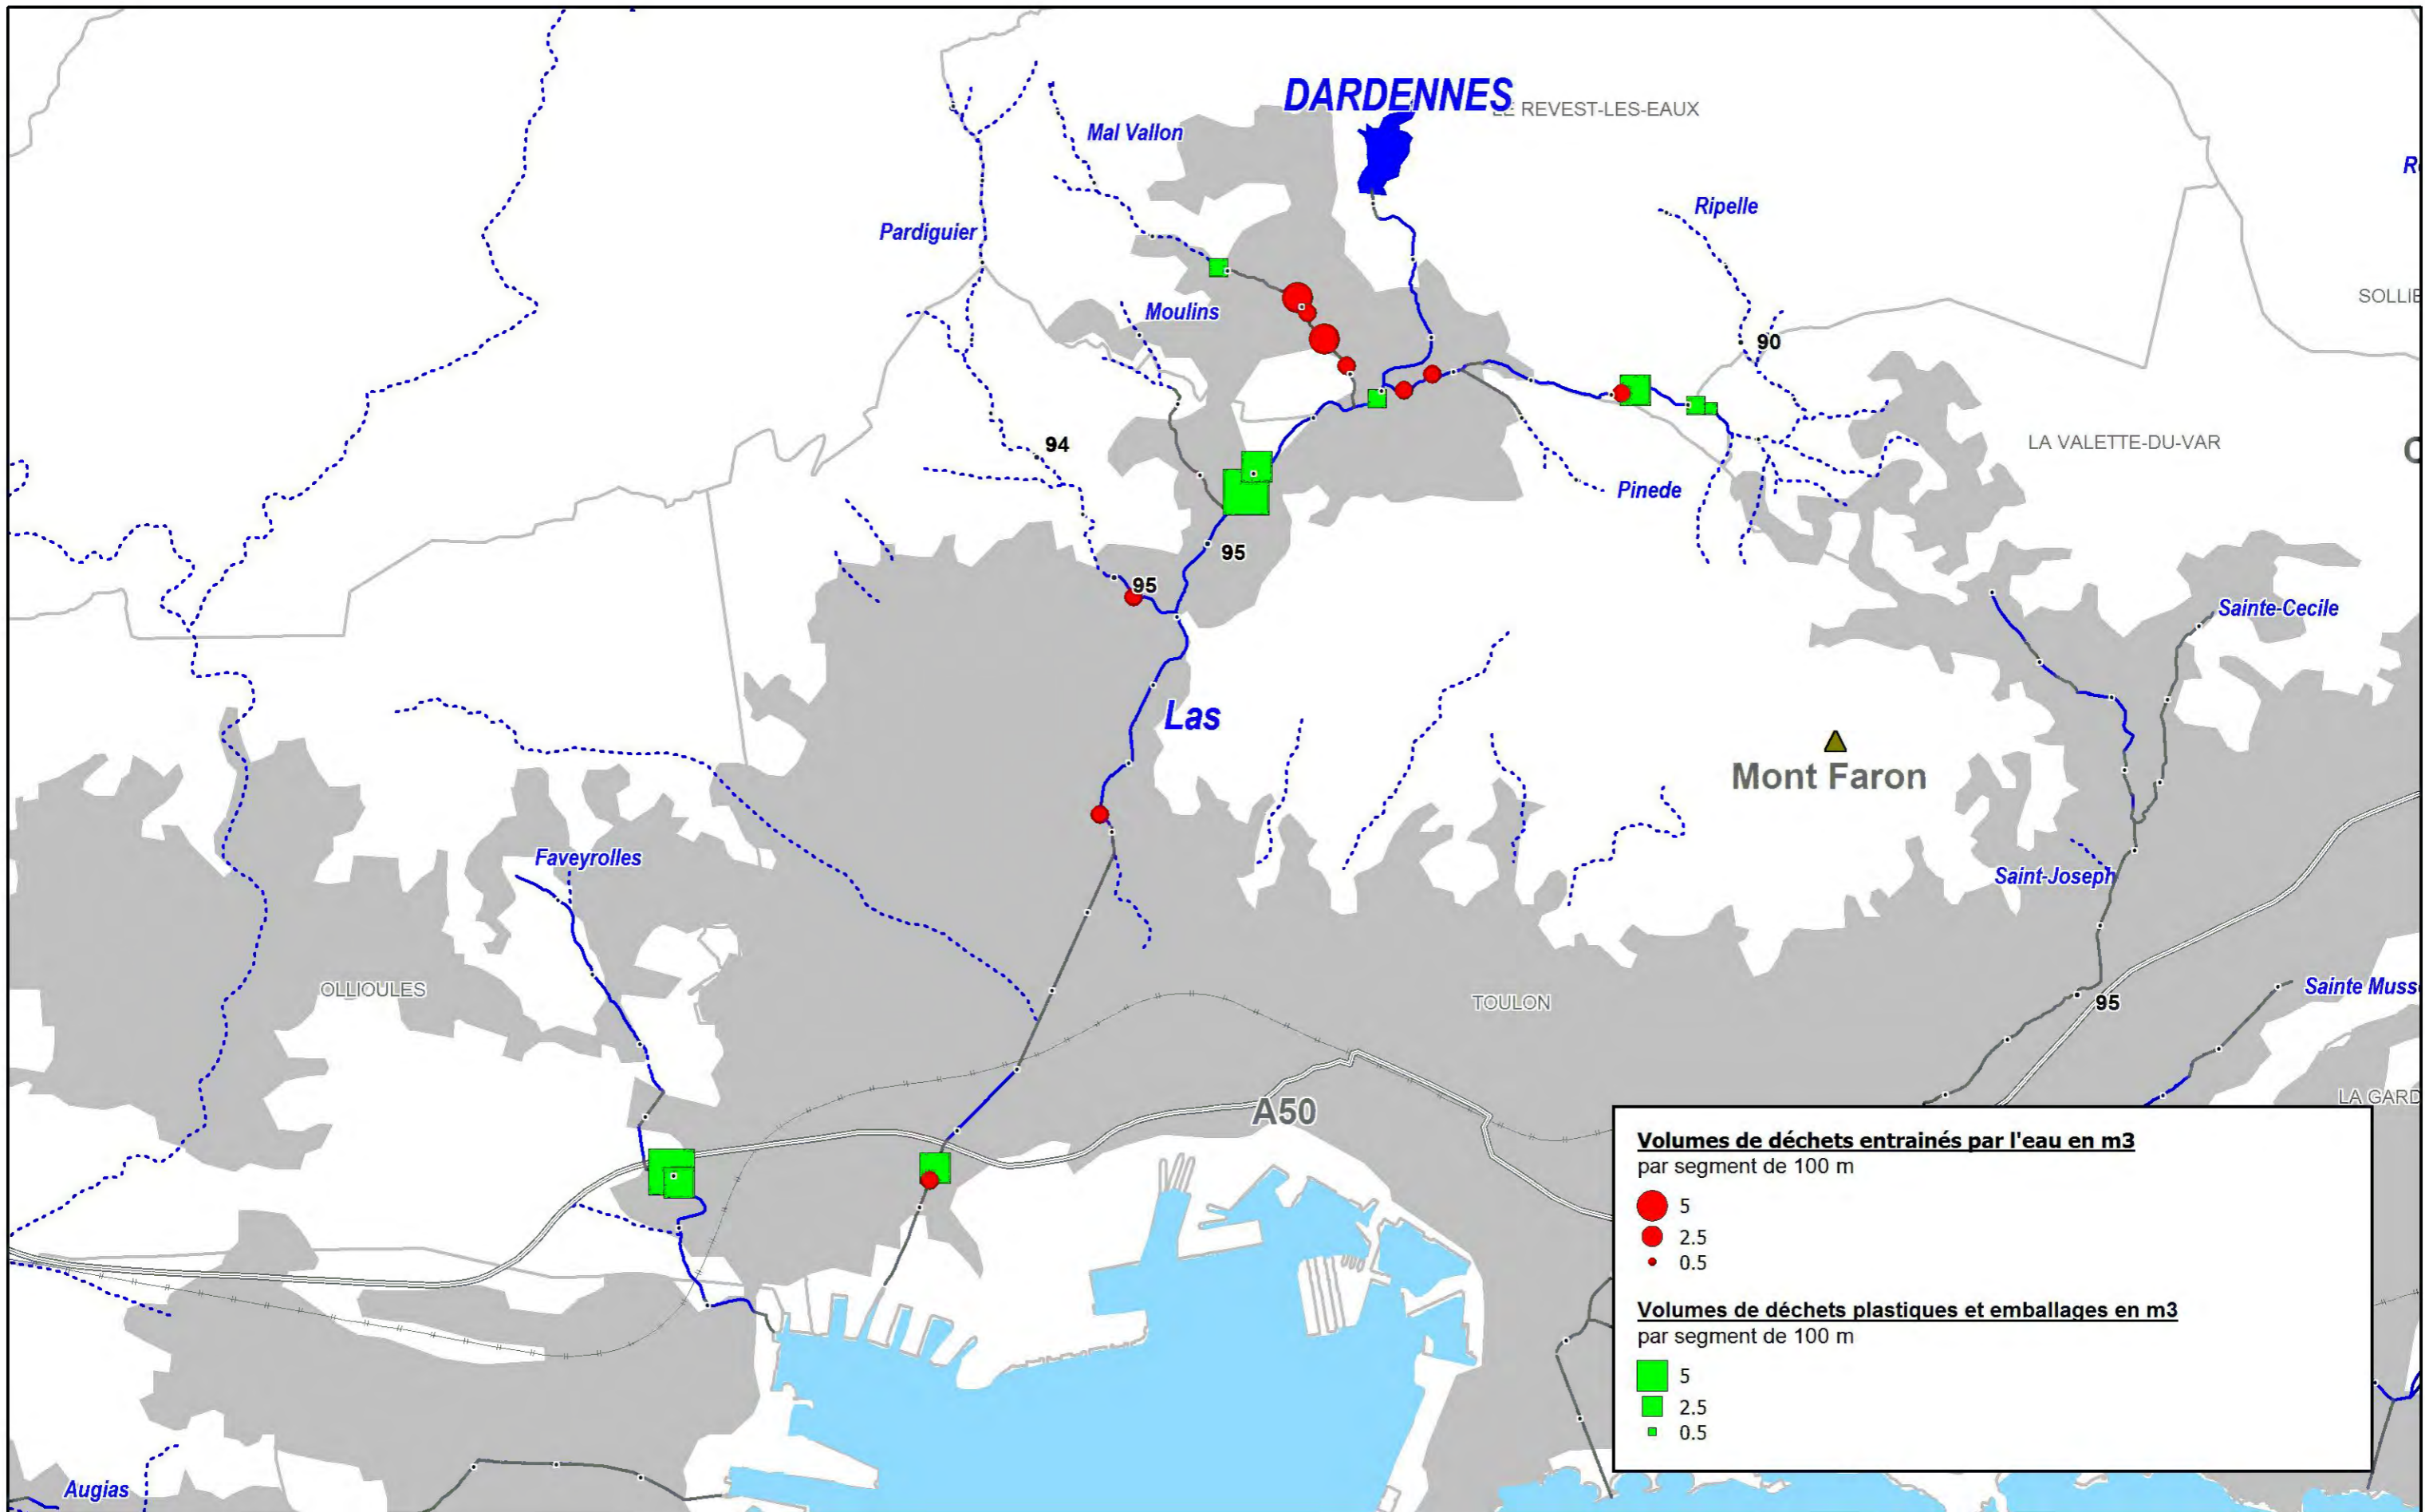 DARDENNES
LE REVEST-LES-EAUX
Mal Vallon
R
Ripelle
Pardiguier
SOLLIE
Moulins
90
94
LA VALETTE-DU-VAR
C
Pinede
95
95
Sainte-Cecile
Las
Mont Faron
Faveyrolles
Saint-Joseph
OLLIOULES
TOULON
Sainte Muss
95
LA GARD
A50
Volumes de déchets entrainés par l'eau en m3
par segment de 100 m
5
2.5
0.5
Volumes de déchets plastiques et emballages en m3
par segment de 100 m
5
2.5
0.5
Augias